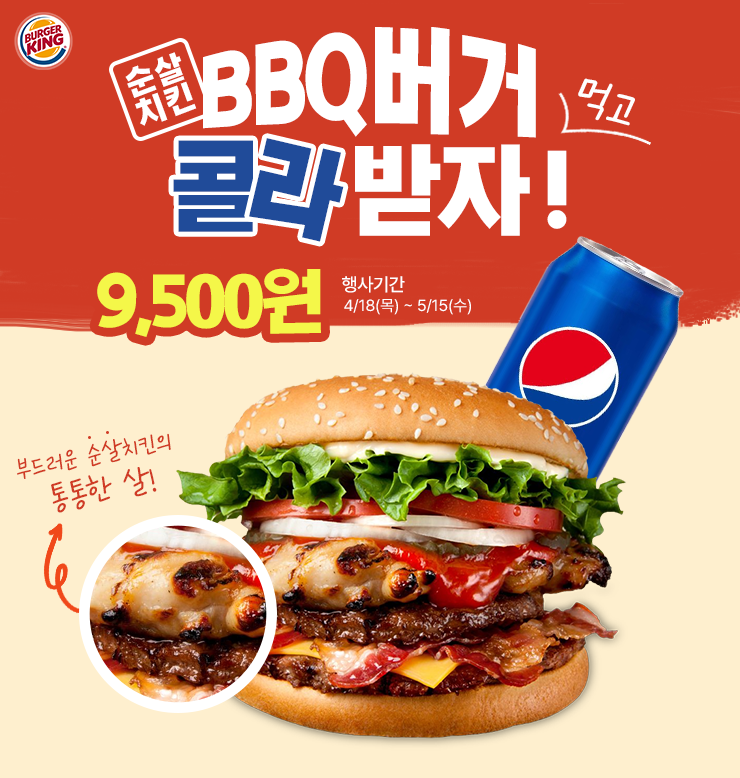 BURGER
KING
순살
치킨
BBQ버거 먹고
콜라 받자!
9,500원
행사기간
4/18(목) ~ 5/15(수)
부드러운 순살치킨의
통통한 살!